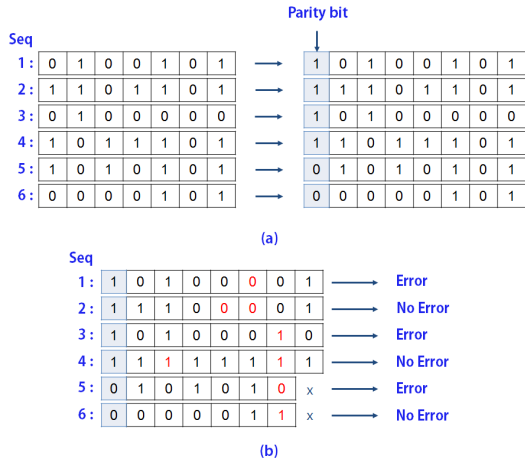 Parity bit
Seq
1 : 0 1 0 0 1 0 1 1 0 1 0 0 1 0 1
2 : 1 1 0 1 1 0 1 1 1 1 0 1 1 0 1
3 : 0 1 0 0 0 0 0 1 0 1 0 0 0 0 0
4 : 1 0 1 1 1 0 1 1 1 0 1 1 1 0 1
5 : 1 0 1 0 1 0 1 0 1 0 1 0 1 0 1
6 : 0 0 0 0 1 0 1 0 0 0 0 0 1 0 1
(a)
Seq
1 : 1 0 1 0 0 0 0 1 Error
2 : 1 1 1 0 0 0 0 1 No Error
3 : 1 0 1 0 0 0 1 0 Error
4 : 1 1 1 1 1 1 1 1 No Error
5 : 0 1 0 1 0 1 0 x Error
6 : 0 0 0 0 0 1 1 x No Error
(b)